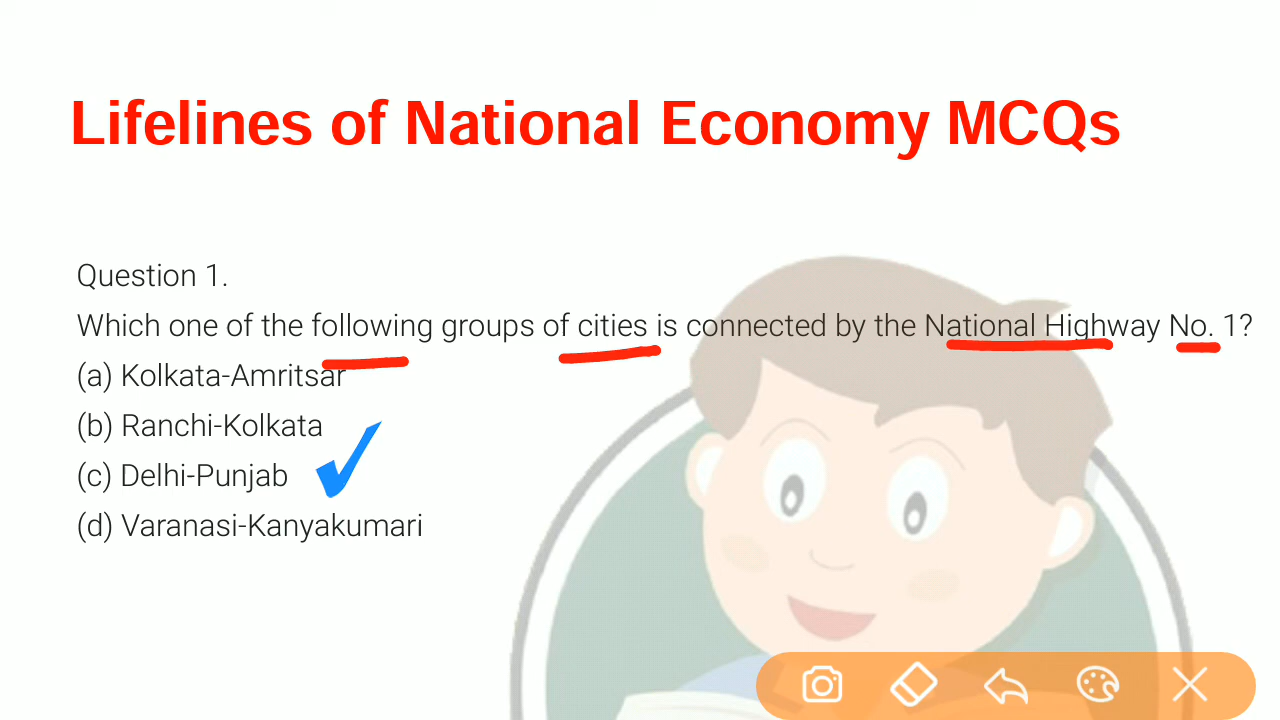 Lifelines of National Economy MCQs
Question 1.
Which one of the following groups of cities is connected by the National Highway No. 1?
(a) Kolkata-Amritsar
(b) Ranchi-Kolkata
(c) Delhi-Punjab
(d) Varanasi-Kanyakumari